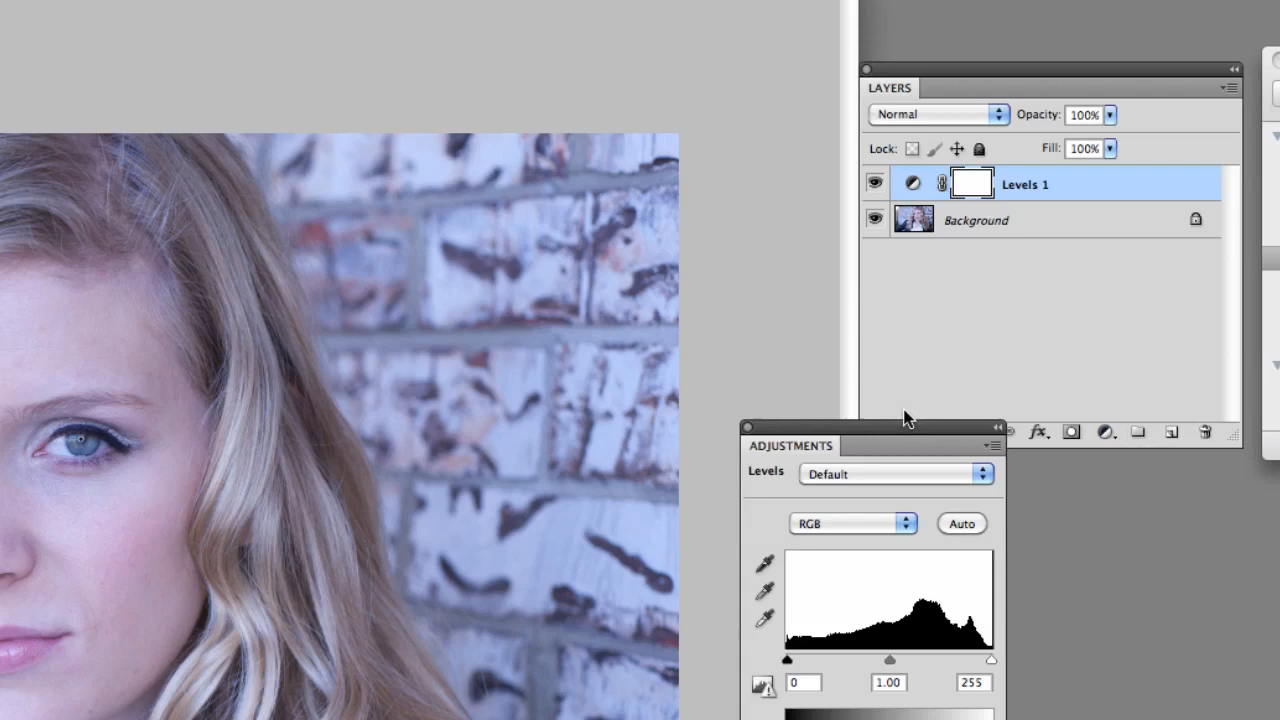 LAYERS
Normal Opacity: 100%
Lock: Fill: 100%
Levels 1
Background
fx
ADJUSTMENTS
Levels Default
RGB Auto
0 1.00 255